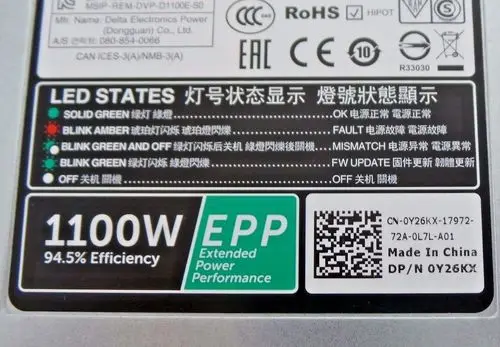 MSIP-REM-DVP-D1100E-S0
Mfr. Name: Delta Electronics Power
(Dongguan) Co., Ltd.
A/S 연락처: 080-854-0066
CAN ICES-3(A)/NMB-3(A)
CCC
RoHS
HIPOT
EAC
CE
10
R33030
LED STATES 灯号状态显示 燈號狀態顯示
SOLID GREEN 绿灯 綠燈 OK 电源正常 電源正常
BLINK AMBER 琥珀灯闪烁 琥珀燈閃爍 FAULT 电源故障 電源故障
BLINK GREEN AND OFF 绿灯闪烁后关机 綠燈閃爍後關機 MISMATCH 电源异常 電源異常
BLINK GREEN 绿灯闪烁 綠燈閃爍 FW UPDATE 固件更新 韌體更新
OFF 关机 關機
1100W
94.5% Efficiency
EPP
Extended
Power
Performance
CN-0Y26KX-17972-
72A-0L7L-A01
Made In China
DP/N 0Y26KX